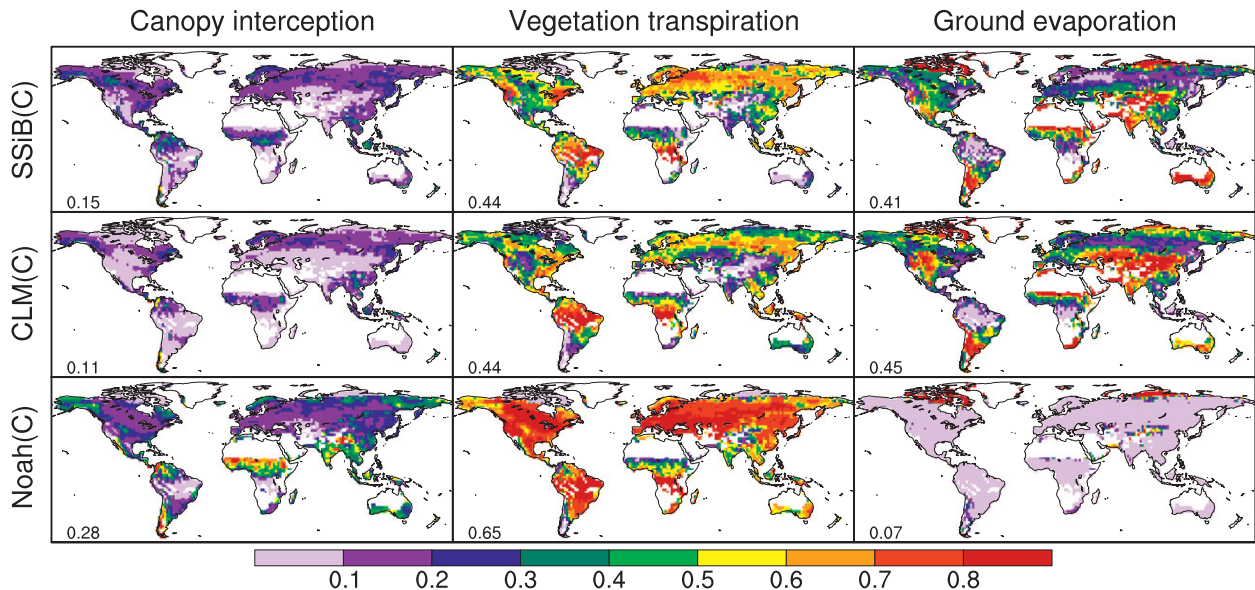 Canopy interception Vegetation transpiration Ground evaporation
SSiB(C)
0.15 0.44 0.41
CLM(C)
0.11 0.44 0.45
Noah(C)
0.28 0.65 0.07
0.1 0.2 0.3 0.4 0.5 0.6 0.7 0.8